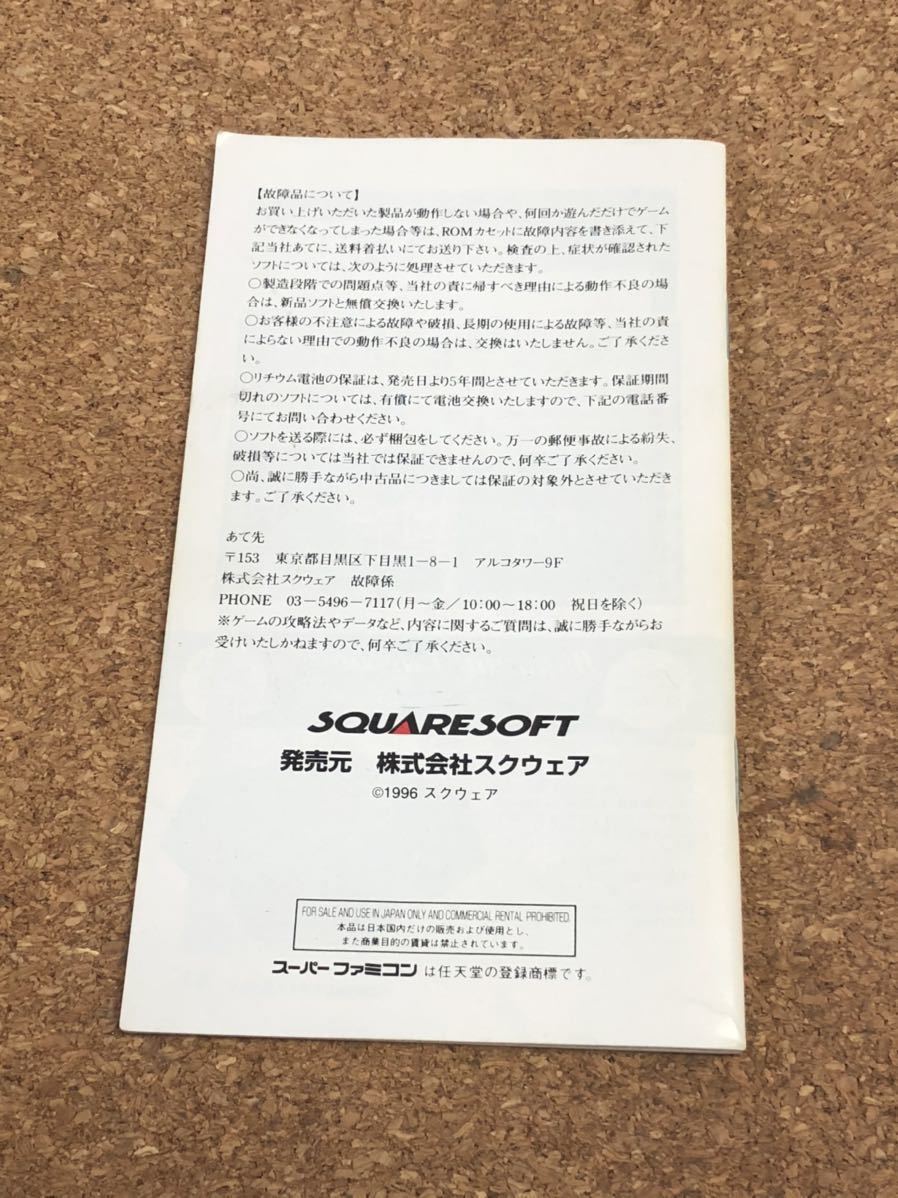 【故障品について】
お買い上げいただいた製品が動作しない場合や、何回か遊んだだけでゲーム
ができなくなってしまった場合等は、ROMカセットに故障内容を書き添えて、下
記当社あてに、送料着払いにてお送り下さい。検査の上、症状が確認された
ソフトについては、次のように処理させていただきます。
○製造段階での問題点等、当社の責に帰すべき理由による動作不良の場
合は、新品ソフトと無償交換いたします。
○お客様の不注意による故障や破損、長期の使用による故障等、当社の責
によらない理由での動作不良の場合は、交換はいたしません。ご了承くださ
い。
○リチウム電池の保証は、発売日より5年間とさせていただきます。保証期間
切れのソフトについては、有償にて電池交換いたしますので、下記の電話番
号にてお問い合わせください。
○ソフトを送る際には、必ず梱包をしてください。万一の郵便事故による紛失、
破損等については当社では保証できませんので、何卒ご了承ください。
○尚、誠に勝手ながら中古品につきましては保証の対象外とさせていただき
ます。ご了承ください。
あて先
〒153 東京都目黒区下目黒1−8−1 アルコタワー9F
株式会社スクウェア 故障係
PHONE 03−5496−7117(月〜金/10:00〜18:00 祝日を除く)
※ゲームの攻略法やデータなど、内容に関するご質問は、誠に勝手ながらお
受けいたしかねますので、何卒ご了承ください。
SQUARESOFT
発売元 株式会社スクウェア
©1996 スクウェア
FOR SALE AND USE IN JAPAN ONLY AND COMMERCIAL RENTAL PROHIBITED.
本品は日本国内だけの販売および使用とし、
また商業目的の賃貸は禁止されています。
スーパーファミコン は任天堂の登録商標です。